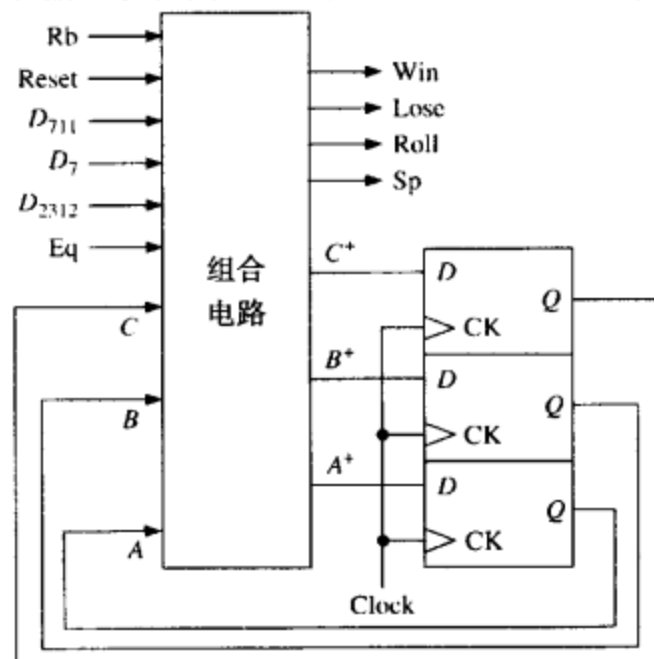 Rb
Reset
D₇₁₁
D₇
D₂₃₁₂
Eq
C
B
A
组合
电路
Win
Lose
Roll
Sp
C⁺
B⁺
A⁺
D
Q
CK
D
Q
CK
D
Q
CK
Clock